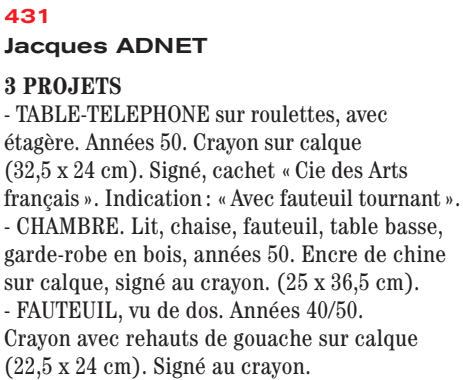 431
Jacques ADNET
3 PROJETS
- TABLE-TELEPHONE sur roulettes, avec
étagère. Années 50. Crayon sur calque
(32,5 x 24 cm). Signé, cachet « Cie des Arts
français ». Indication : « Avec fauteuil tournant ».
- CHAMBRE. Lit, chaise, fauteuil, table basse,
garde-robe en bois, années 50. Encre de chine
sur calque, signé au crayon. (25 x 36,5 cm).
- FAUTEUIL, vu de dos. Années 40/50.
Crayon avec rehauts de gouache sur calque
(22,5 x 24 cm). Signé au crayon.